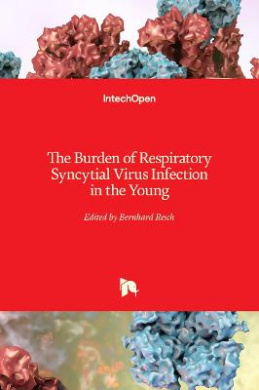 IntechOpen
The Burden of Respiratory
Syncytial Virus Infection
in the Young
Edited by Bernhard Resch